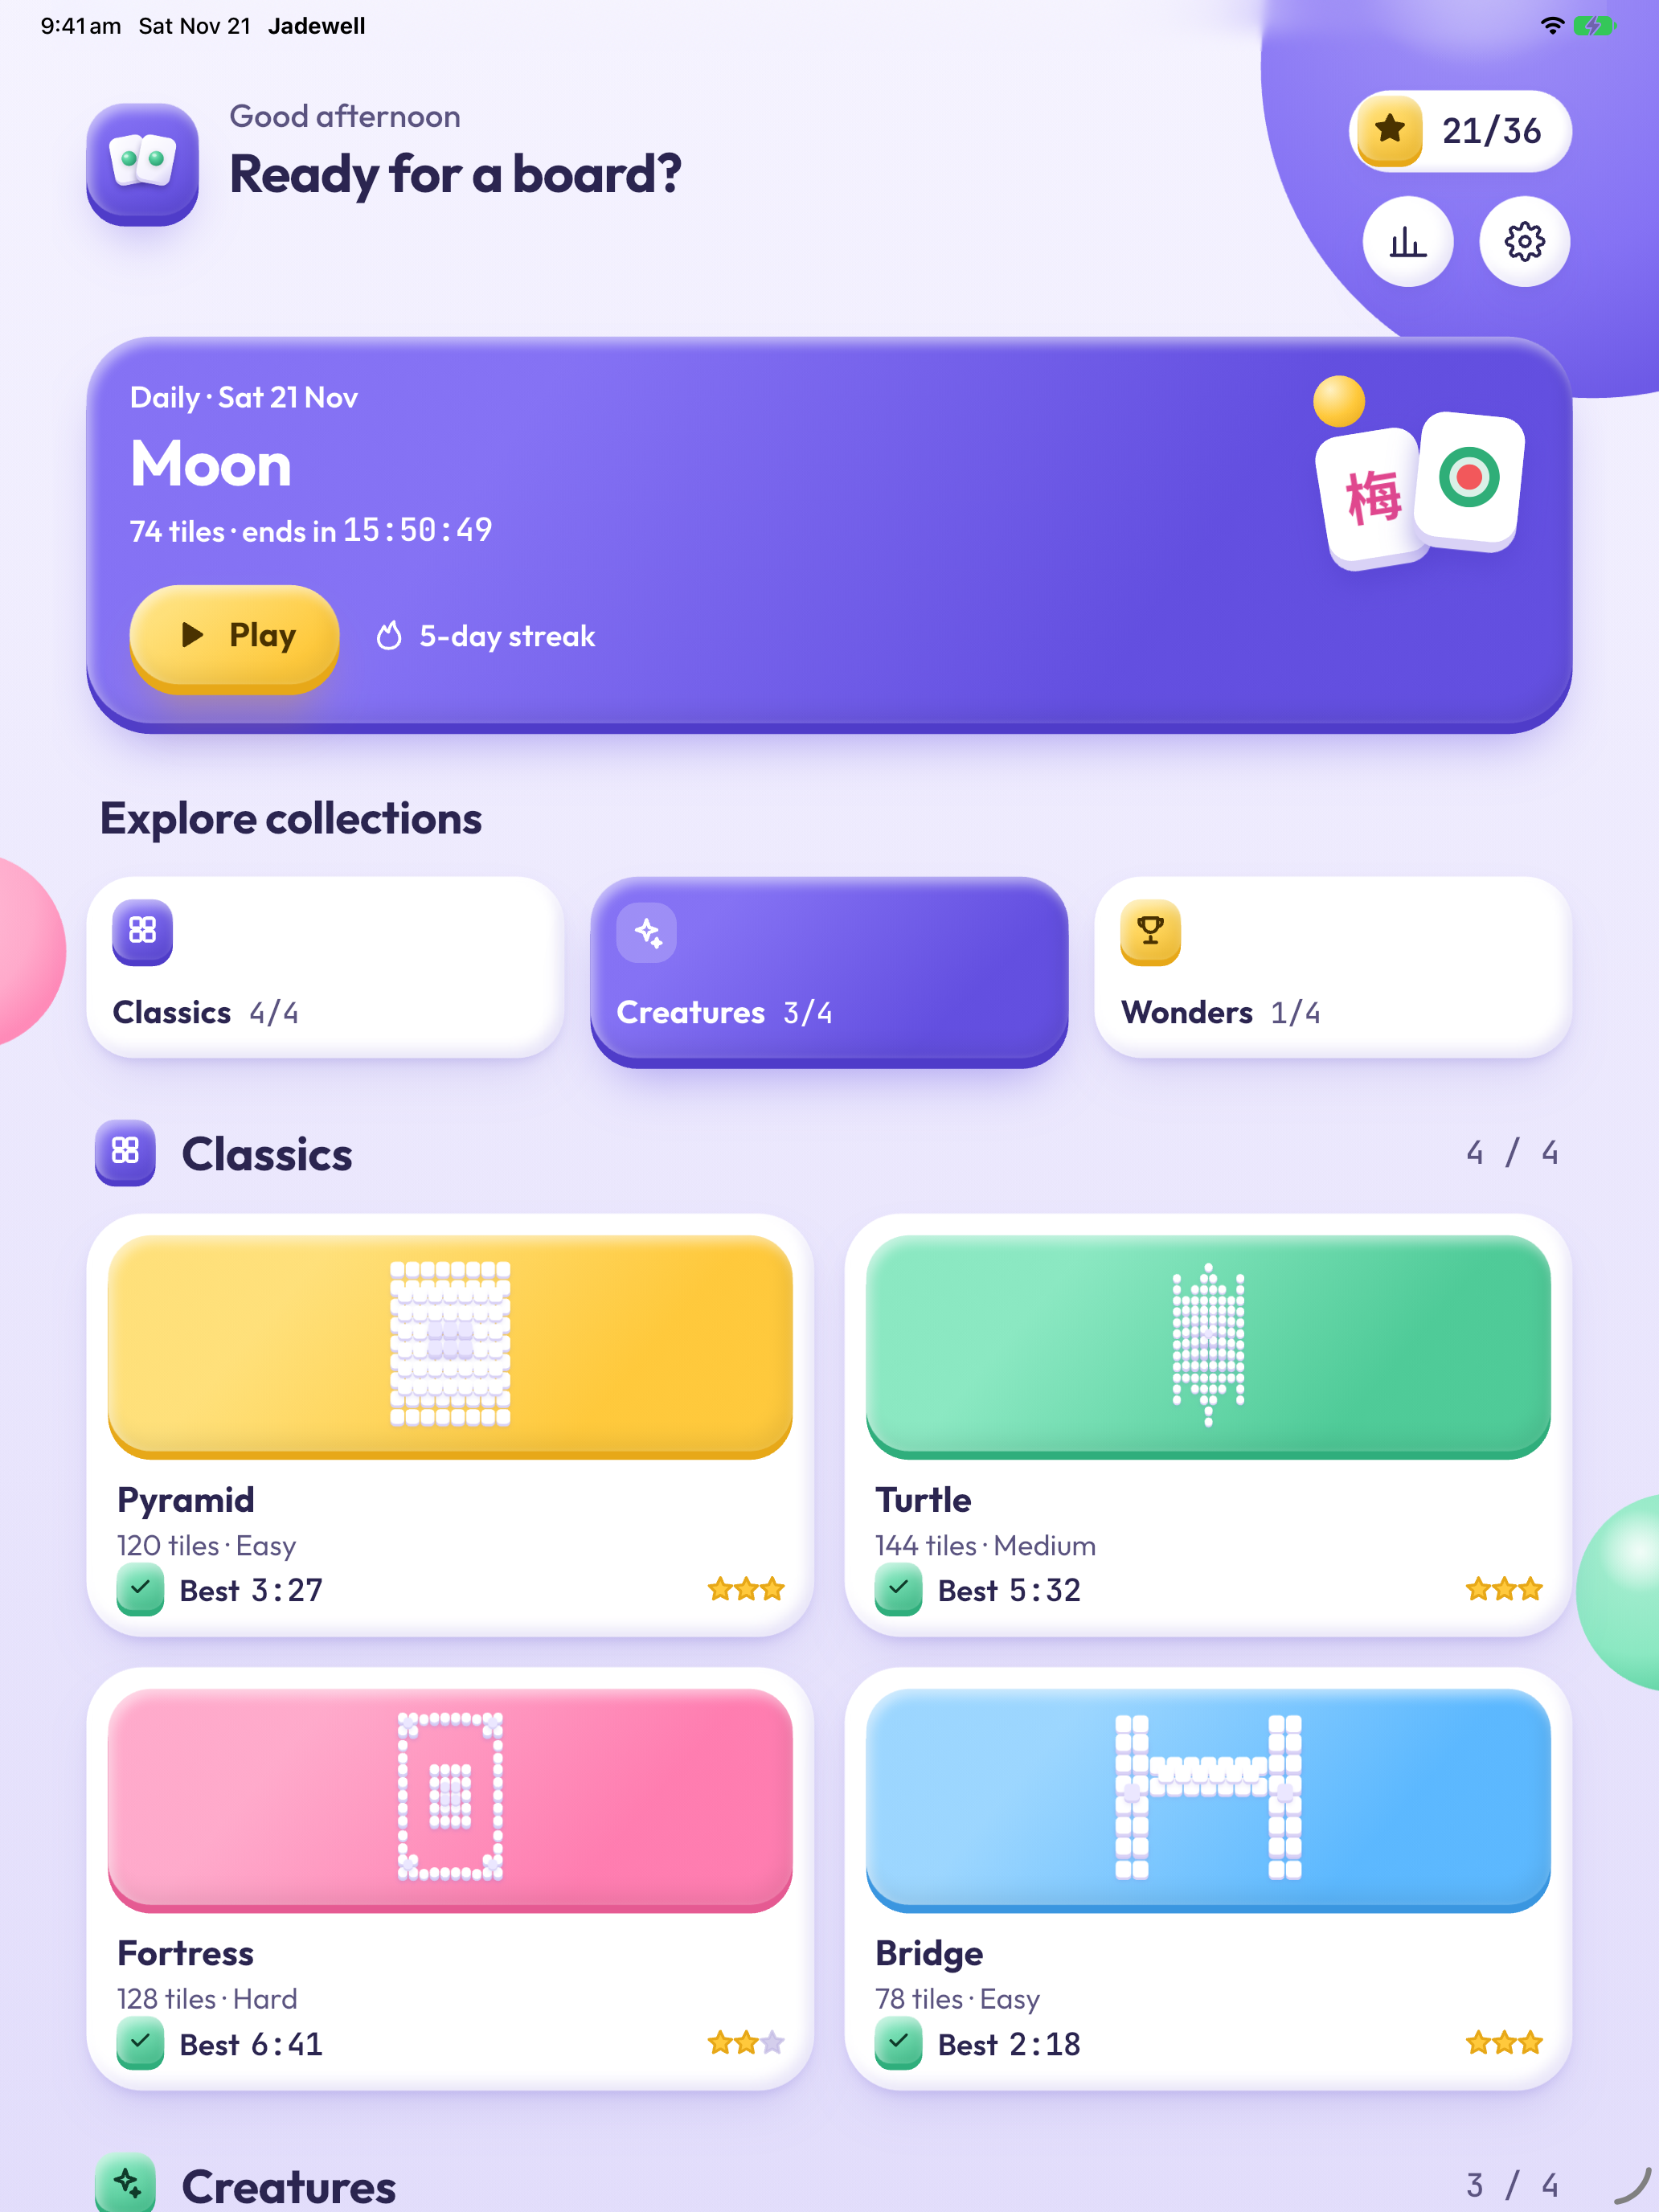 9:41 am Sat Nov 21 Jadewell
Good afternoon
Ready for a board?
21/36
Daily · Sat 21 Nov
Moon
74 tiles · ends in 15:50:49
梅
Play
5-day streak
Explore collections
Classics 4/4
Creatures 3/4
Wonders 1/4
Classics
4 / 4
Pyramid
120 tiles · Easy
Best 3:27
Turtle
144 tiles · Medium
Best 5:32
Fortress
128 tiles · Hard
Best 6:41
Bridge
78 tiles · Easy
Best 2:18
Creatures
3 / 4